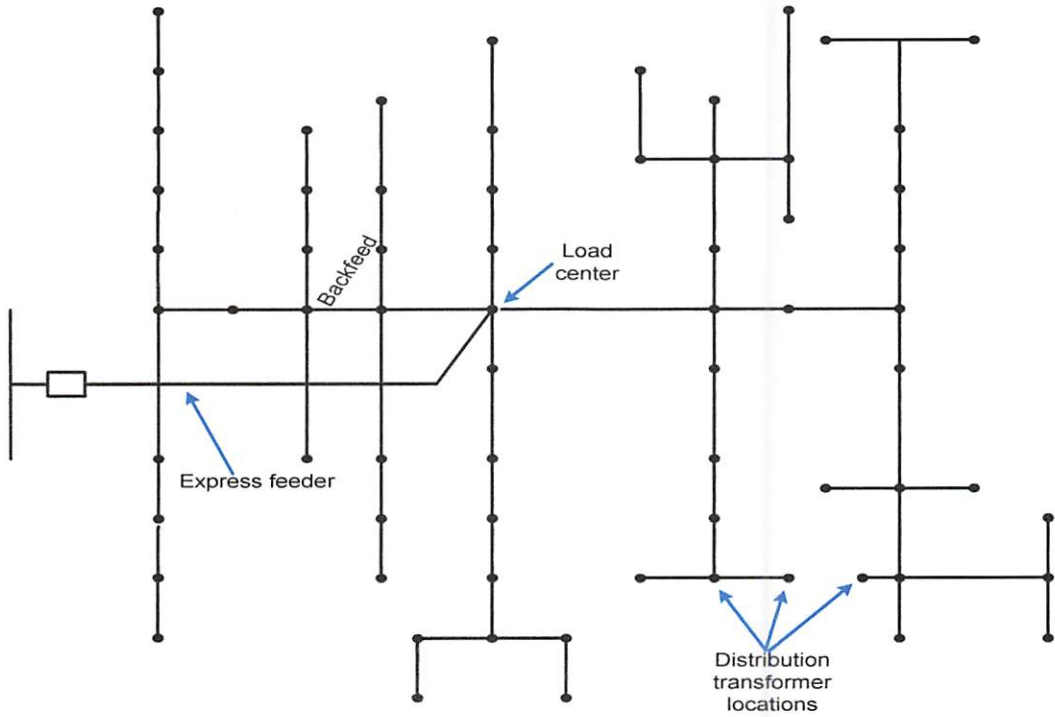 Backfeed
Load
center
Express feeder
Distribution
transformer
locations